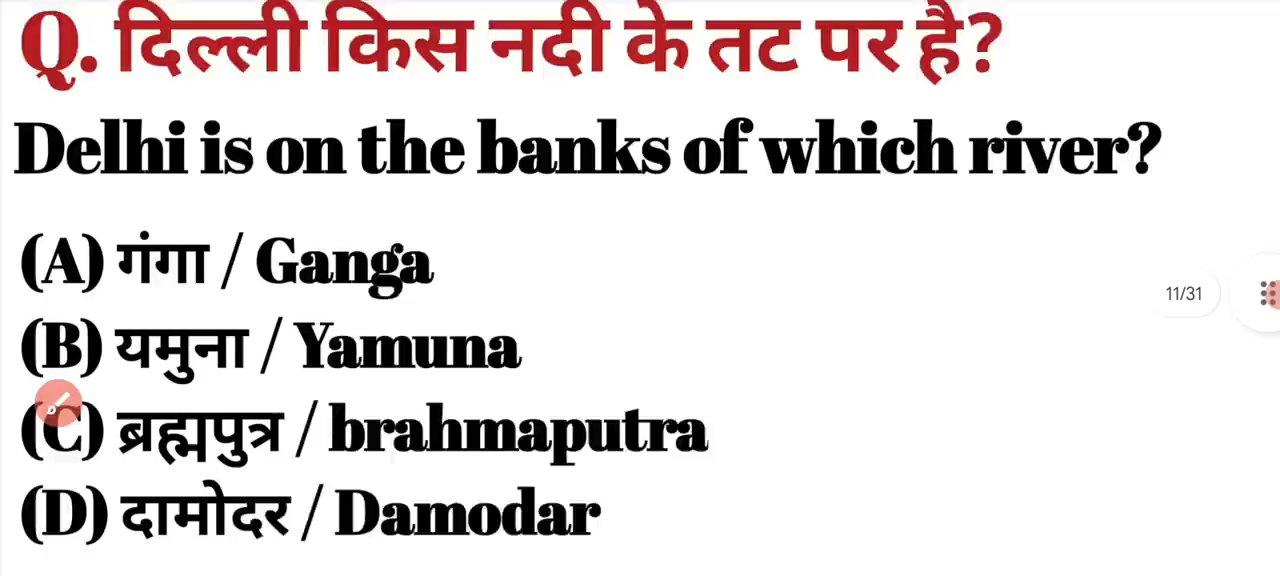 Q. दिल्ली किस नदी के तट पर है?
Delhi is on the banks of which river?
(A) गंगा / Ganga
11/31
(B) यमुना / Yamuna
(C) ब्रह्मपुत्र / brahmaputra
(D) दामोदर / Damodar